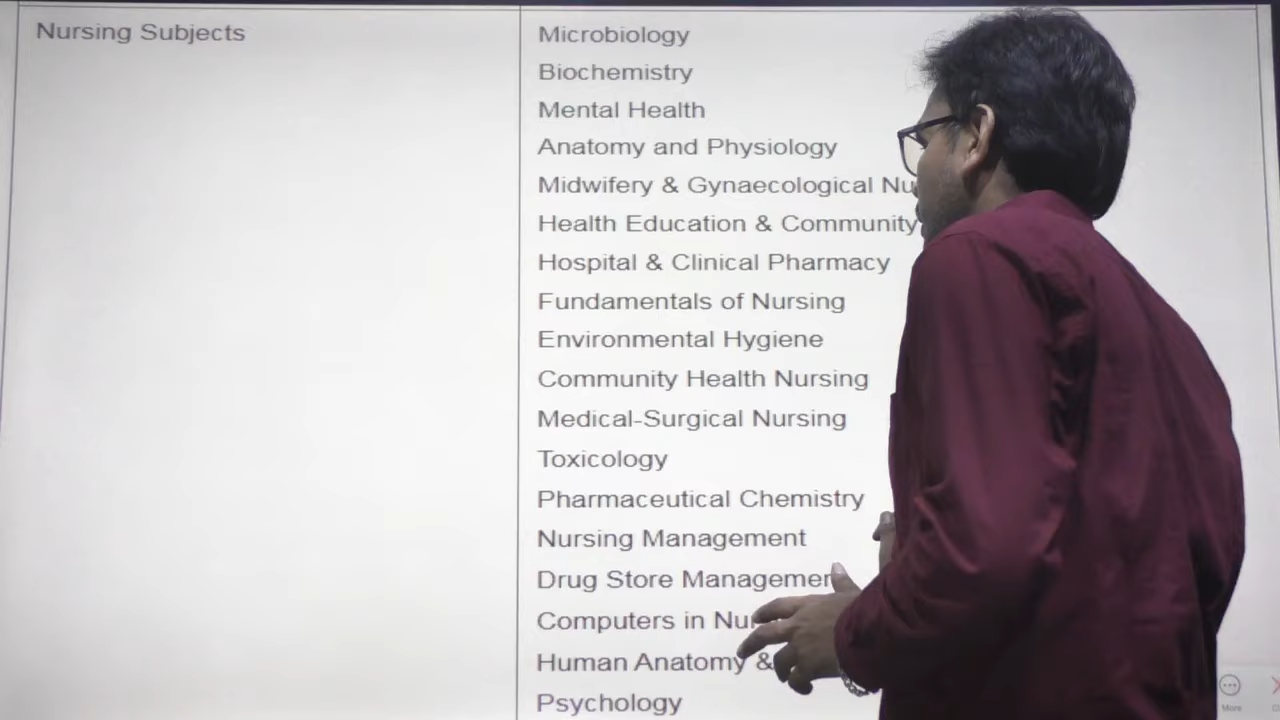 Nursing Subjects
Microbiology
Biochemistry
Mental Health
Anatomy and Physiology
Midwifery & Gynaecological
Health Education & Community
Hospital & Clinical Pharmacy
Fundamentals of Nursing
Environmental Hygiene
Community Health Nursing
Medical-Surgical Nursing
Toxicology
Pharmaceutical Chemistry
Nursing Management
Drug Store
Computers in
Human Anatomy &
Psychology
More